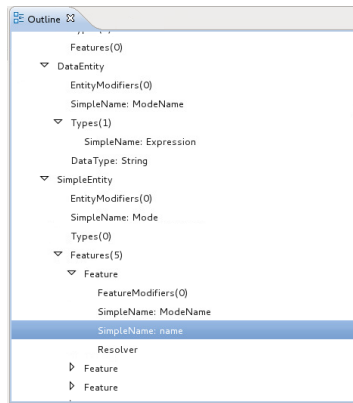 Outline
Features(0)
DataEntity
EntityModifiers(0)
SimpleName: ModeName
Types(1)
SimpleName: Expression
DataType: String
SimpleEntity
EntityModifiers(0)
SimpleName: Mode
Types(0)
Features(5)
Feature
FeatureModifiers(0)
SimpleName: ModeName
SimpleName: name
Resolver
Feature
Feature